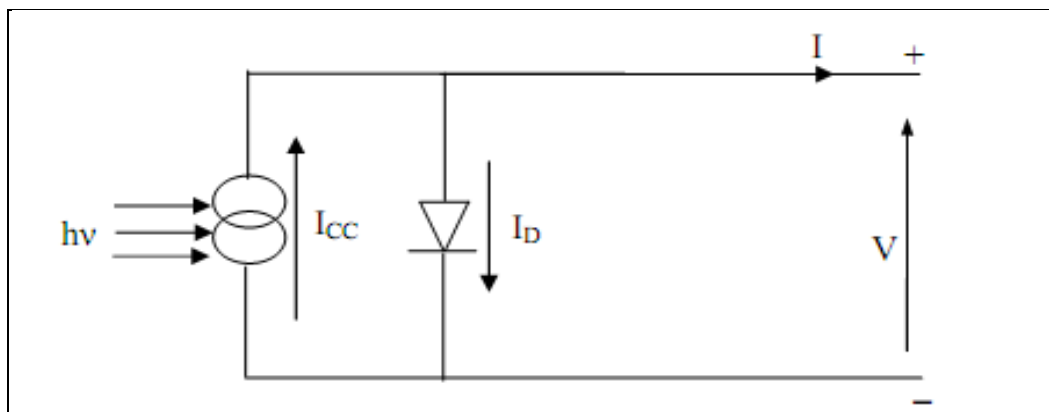 I +
hν I_CC I_D V
–